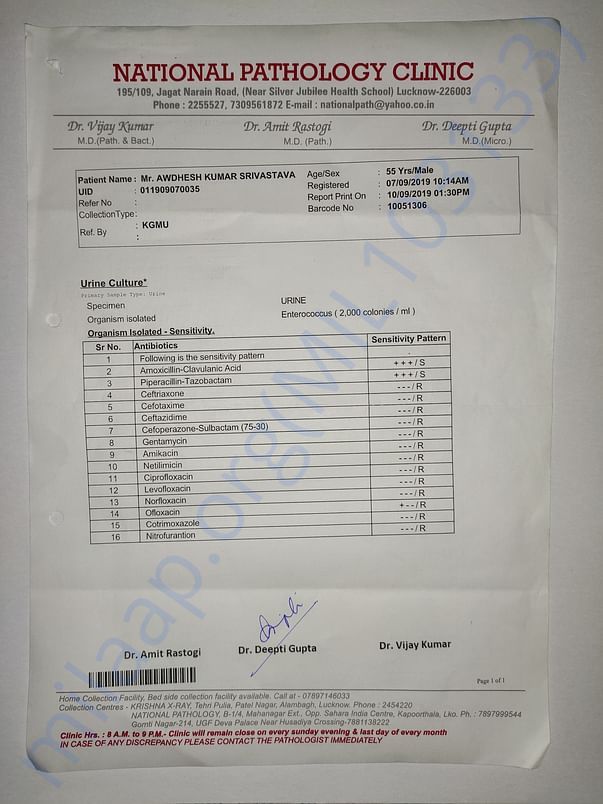 NATIONAL PATHOLOGY CLINIC
195/109, Jagat Narain Road, (Near Silver Jubilee Health School) Lucknow-226003
Phone : 2255527, 7309561872 E-mail : nationalpath@yahoo.co.in
Dr. Vijay Kumar Dr. Amit Rastogi Dr. Deepti Gupta
M.D.(Path. & Bact.) M.D. (Path.) M.D.(Micro.)
Patient Name : Mr. AWDHESH KUMAR SRIVASTAVA Age/Sex : 55 Yrs/Male
UID : 011909070035 Registered : 07/09/2019 10:14AM
Refer No : Report Print On : 10/09/2019 01:30PM
CollectionType: Barcode No : 10051306
Ref. By : KGMU
:
Urine Culture*
Primary Sample Type: Urine
Specimen URINE
Organism isolated Enterococcus ( 2,000 colonies / ml )
Organism Isolated - Sensitivity.
Sr No. Antibiotics Sensitivity Pattern
1 Following is the sensitivity pattern .
2 Amoxicillin-Clavulanic Acid + + + / S
3 Piperacillin-Tazobactam + + + / S
4 Ceftriaxone - - - / R
5 Cefotaxime - - - / R
6 Ceftazidime - - - / R
7 Cefoperazone-Sulbactam (75-30) - - - / R
8 Gentamycin - - - / R
9 Amikacin - - - / R
10 Netilimicin - - - / R
11 Ciprofloxacin - - - / R
12 Levofloxacin - - - / R
13 Norfloxacin - - - / R
14 Ofloxacin + - - / R
15 Cotrimoxazole - - - / R
16 Nitrofurantion - - - / R
Dr. Amit Rastogi Dr. Deepti Gupta Dr. Vijay Kumar
Page 1 of 1
Home Collection Facility, Bed side collection facility available. Call at - 07897146033
Collection Centres - KRISHNA X-RAY, Tehri Pulia, Patel Nagar, Alambagh, Lucknow. Phone : 2454220
NATIONAL PATHOLOGY, B-1/4, Mahanagar Ext., Opp. Sahara India Centre, Kapoorthala, Lko. Ph. : 7897999544
Gomti Nagar-214, UGF Deva Palace Near Husadiya Crossing-7881138222
Clinic Hrs. : 8 A.M. to 9 P.M.- Clinic will remain close on every sunday evening & last day of every month
IN CASE OF ANY DISCREPANCY PLEASE CONTACT THE PATHOLOGIST IMMEDIATELY